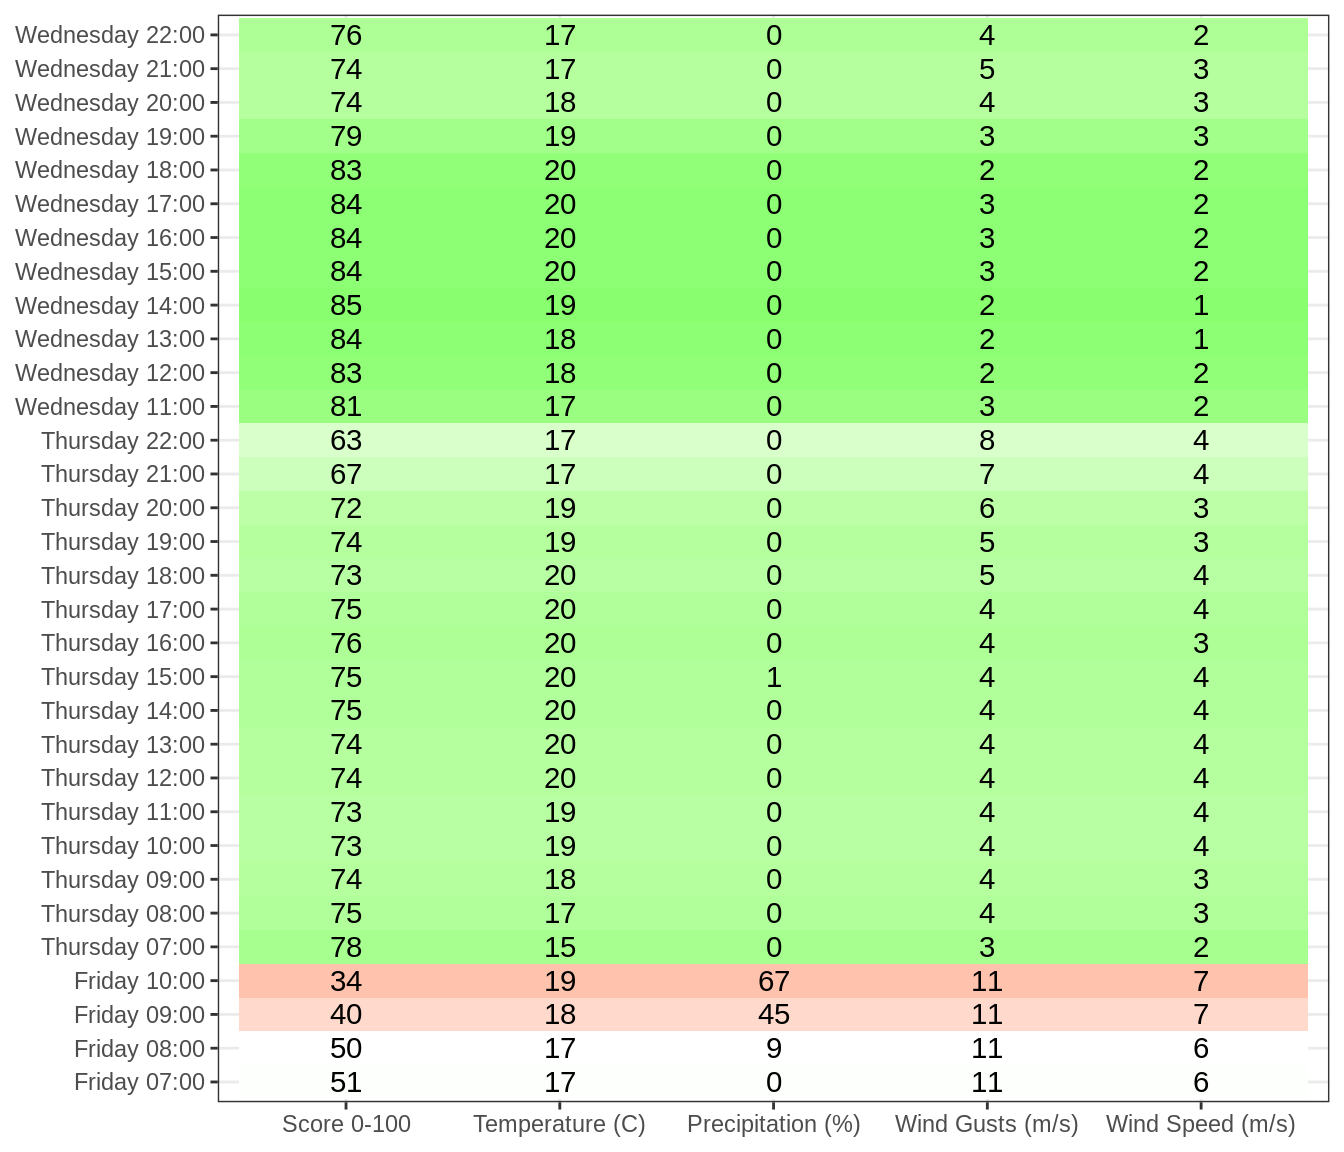 Wednesday 22:00 76 17 0 4 2
Wednesday 21:00 74 17 0 5 3
Wednesday 20:00 74 18 0 4 3
Wednesday 19:00 79 19 0 3 3
Wednesday 18:00 83 20 0 2 2
Wednesday 17:00 84 20 0 3 2
Wednesday 16:00 84 20 0 3 2
Wednesday 15:00 84 20 0 3 2
Wednesday 14:00 85 19 0 2 1
Wednesday 13:00 84 18 0 2 1
Wednesday 12:00 83 18 0 2 2
Wednesday 11:00 81 17 0 3 2
Thursday 22:00 63 17 0 8 4
Thursday 21:00 67 17 0 7 4
Thursday 20:00 72 19 0 6 3
Thursday 19:00 74 19 0 5 3
Thursday 18:00 73 20 0 5 4
Thursday 17:00 75 20 0 4 4
Thursday 16:00 76 20 0 4 3
Thursday 15:00 75 20 1 4 4
Thursday 14:00 75 20 0 4 4
Thursday 13:00 74 20 0 4 4
Thursday 12:00 74 20 0 4 4
Thursday 11:00 73 19 0 4 4
Thursday 10:00 73 19 0 4 4
Thursday 09:00 74 18 0 4 3
Thursday 08:00 75 17 0 4 3
Thursday 07:00 78 15 0 3 2
Friday 10:00 34 19 67 11 7
Friday 09:00 40 18 45 11 7
Friday 08:00 50 17 9 11 6
Friday 07:00 51 17 0 11 6
Score 0-100 Temperature (C) Precipitation (%) Wind Gusts (m/s) Wind Speed (m/s)